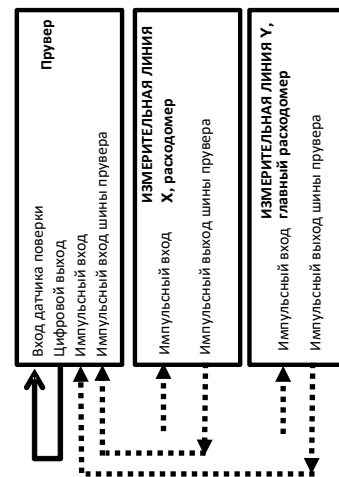 Прувер
Вход датчика поверки
Цифровой выход
Импульсный вход
Импульсный вход шины прувера
ИЗМЕРИТЕЛЬНАЯ ЛИНИЯ
X, расходомер
Импульсный вход
Импульсный выход шины прувера
ИЗМЕРИТЕЛЬНАЯ ЛИНИЯ Y,
главный расходомер
Импульсный вход
Импульсный выход шины прувера